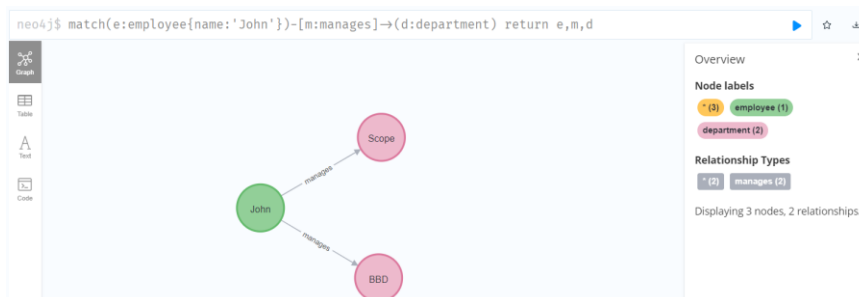 neo4j$ match(e:employee{name:'John'})-[m:manages]→(d:department) return e,m,d
Graph
Table
Text
Code
Scope
manages
John
manages
BBD
Overview
Node labels
* (3) employee (1)
department (2)
Relationship Types
* (2) manages (2)
Displaying 3 nodes, 2 relationships